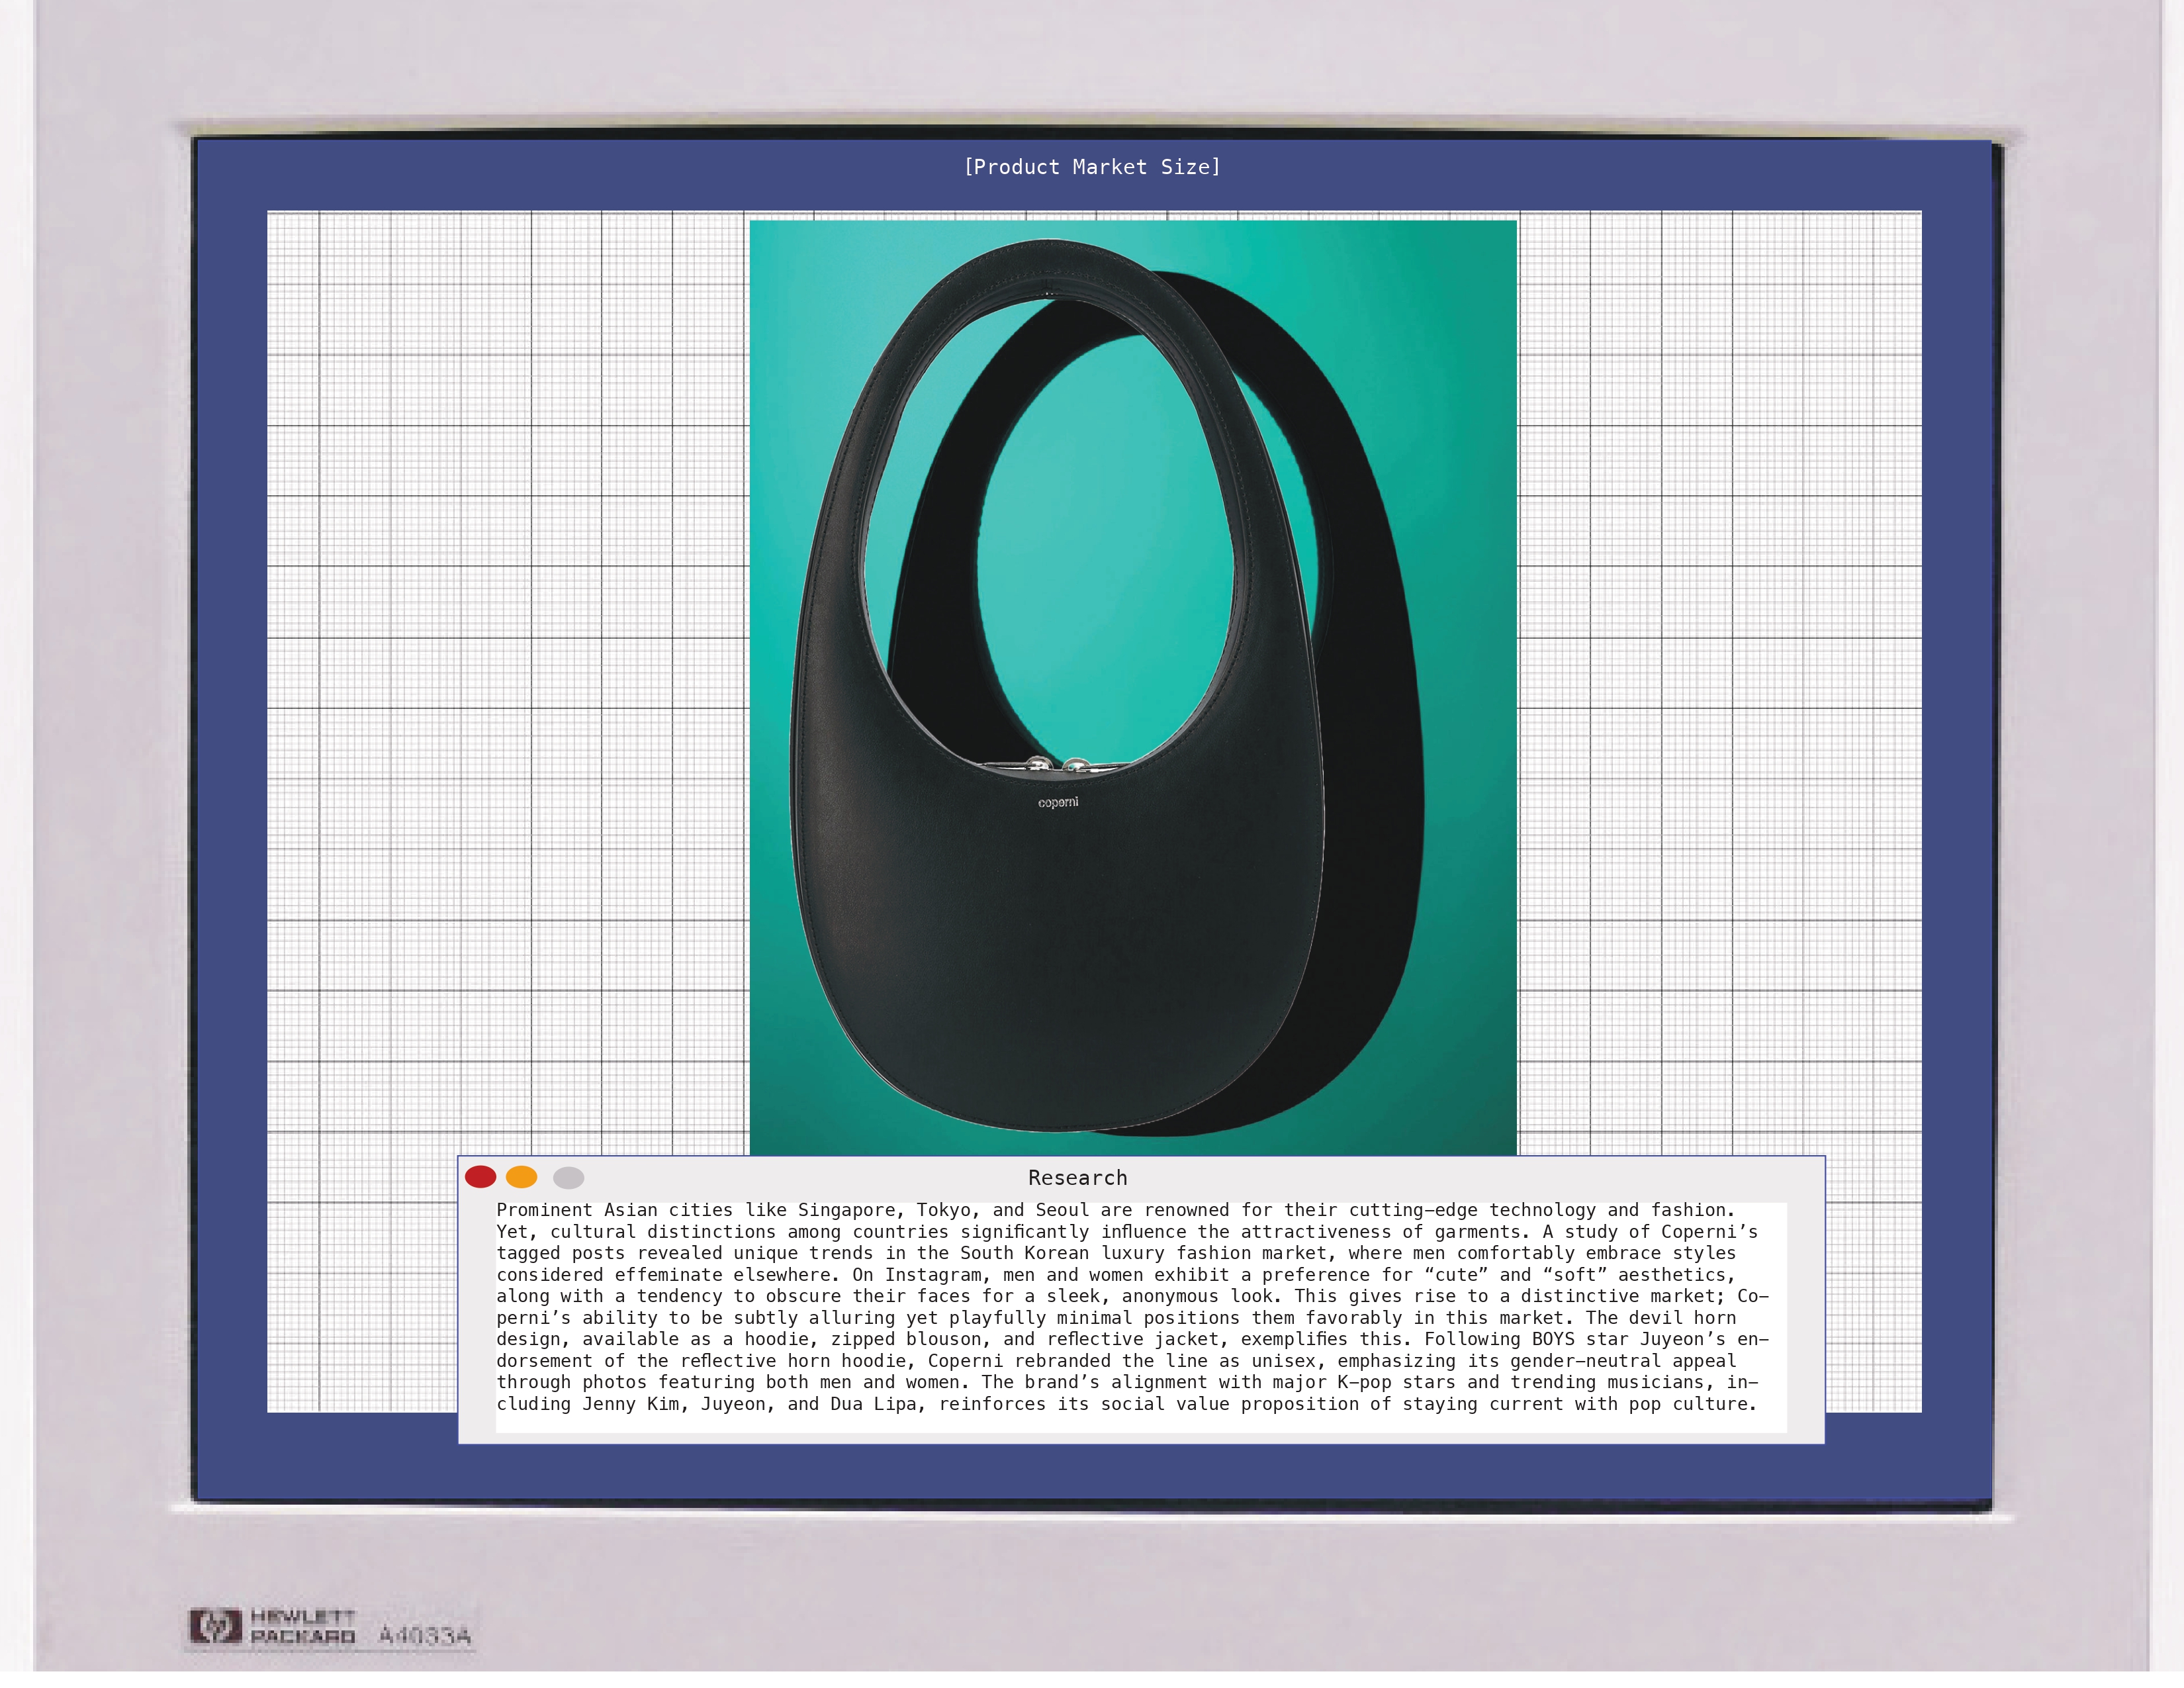 [Product Market Size]
coperni
Research
Prominent Asian cities like Singapore, Tokyo, and Seoul are renowned for their cutting–edge technology and fashion.
Yet, cultural distinctions among countries significantly influence the attractiveness of garments. A study of Coperni’s
tagged posts revealed unique trends in the South Korean luxury fashion market, where men comfortably embrace styles
considered effeminate elsewhere. On Instagram, men and women exhibit a preference for “cute” and “soft” aesthetics,
along with a tendency to obscure their faces for a sleek, anonymous look. This gives rise to a distinctive market; Co–
perni’s ability to be subtly alluring yet playfully minimal positions them favorably in this market. The devil horn
design, available as a hoodie, zipped blouson, and reflective jacket, exemplifies this. Following BOYS star Juyeon’s en–
dorsement of the reflective horn hoodie, Coperni rebranded the line as unisex, emphasizing its gender–neutral appeal
through photos featuring both men and women. The brand’s alignment with major K–pop stars and trending musicians, in–
cluding Jenny Kim, Juyeon, and Dua Lipa, reinforces its social value proposition of staying current with pop culture.
hp
HEWLETT
PACKARD A4033A